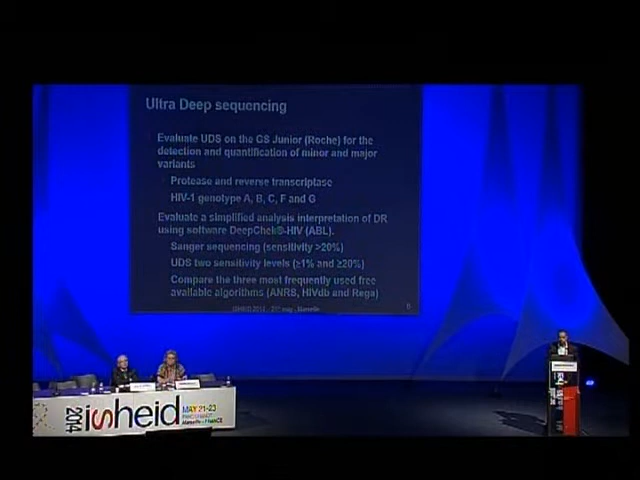 Ultra Deep sequencing
Evaluate UDS on the GS Junior (Roche) for the
detection and quantification of minor and major
variants
Protease and reverse transcriptase
HIV-1 genotype A, B, C, F and G
Evaluate a simplified analysis interpretation of DR
using software DeepChek®-HIV (ABL).
Sanger sequencing (sensitivity >20%)
UDS two sensitivity levels (≥1% and ≥20%)
Compare the three most frequently used free
available algorithms (ANRS, HIVdb and Rega)
6
2014
isheid
MAY 21-23